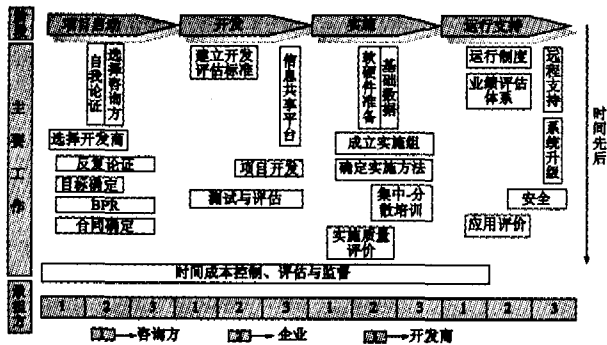 项目启动
开发
实施
运行支持
主要工作
自我论证
选择咨询方
选择开发商
反复论证
目标确定
BPR
合同确定
建立开发
评估标准
信息共享平台
项目开发
测试与评估
软硬件准备
基础数据
成立实施组
确定实施方法
集中-分
散培训
实施质量
评价
运行制度
业绩评估
体系
远程支持
系统升级
安全
应用评价
时间先后
时间成本控制、评估与监督
1 2 3 1 2 3 1 2 3 1 2 3
咨询方
企业
开发商